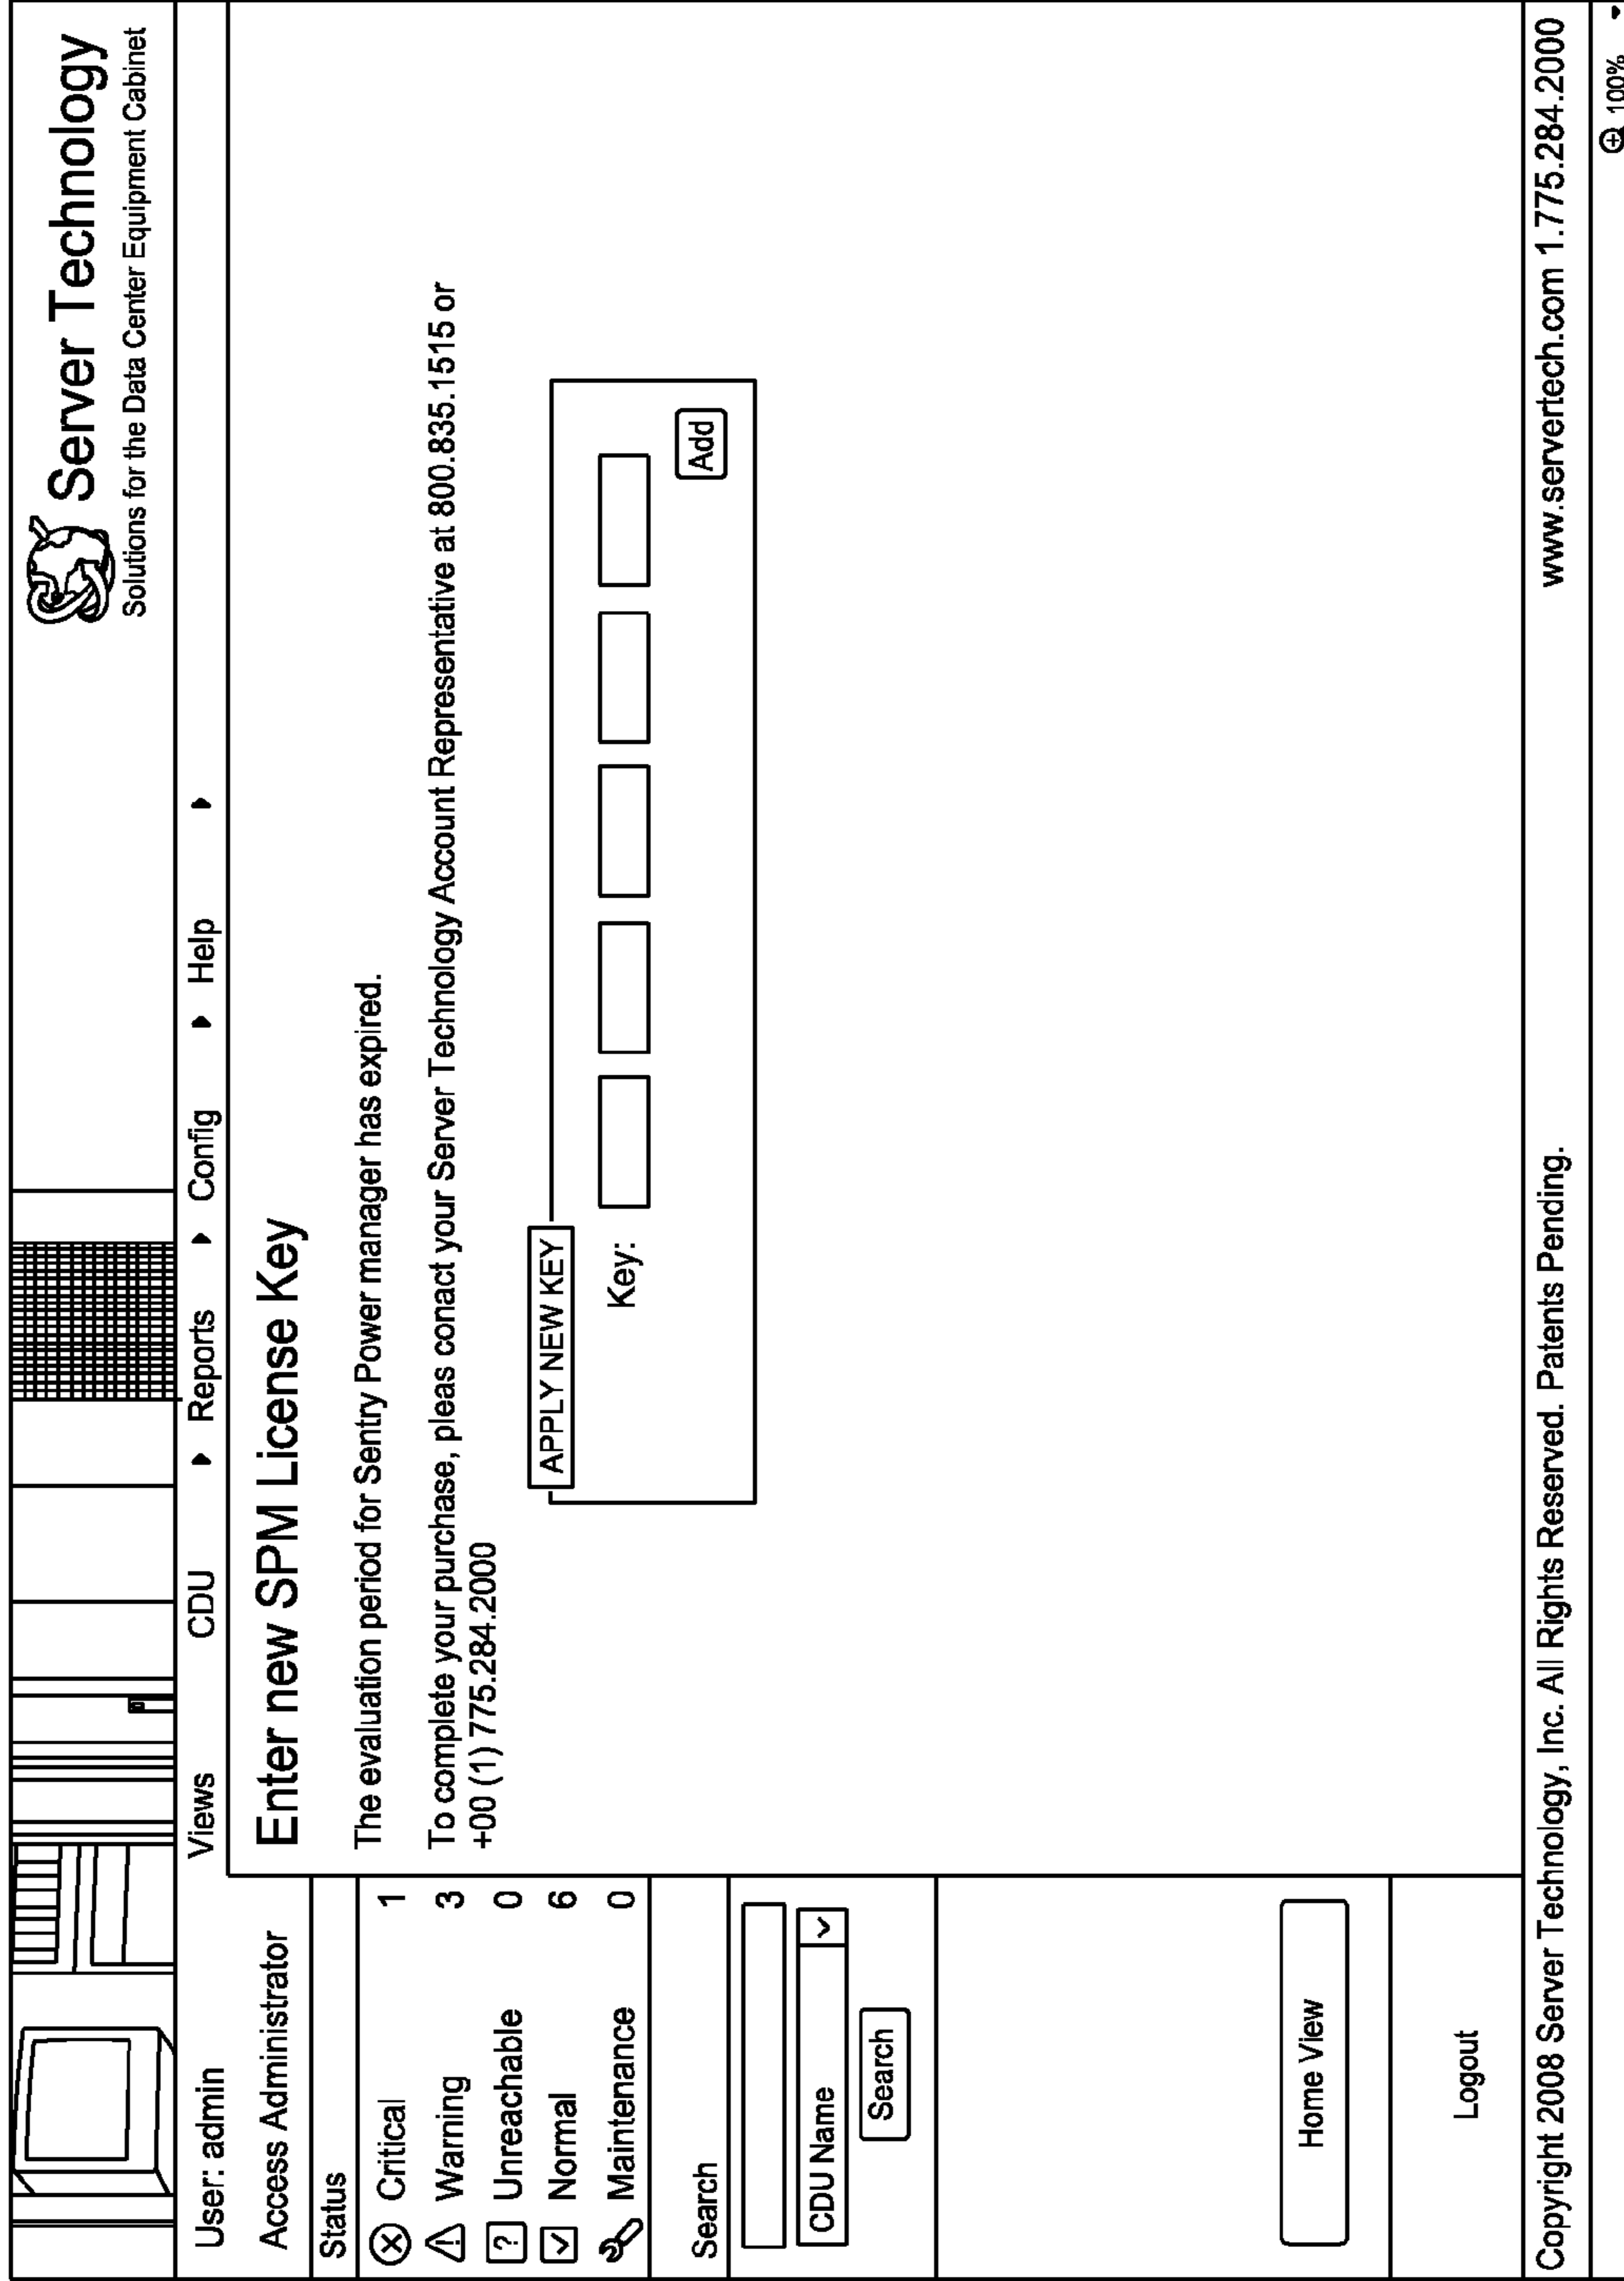 Server Technology
Solutions for the Data Center Equipment Cabinet
User: admin Views CDU Reports Config Help
Access Administrator
Status
Critical 1
Warning 3
Unreachable 0
Normal 6
Maintenance 0
Search
CDU Name
Search
Home View
Logout
Enter new SPM License Key
The evaluation period for Sentry Power manager has expired.
To complete your purchase, pleas conact your Server Technology Account Representative at 800.835.1515 or
+00 (1) 775.284.2000
APPLY NEW KEY
Key:
Add
Copyright 2008 Server Technology, Inc. All Rights Reserved. Patents Pending. www.servertech.com 1.775.284.2000
100%